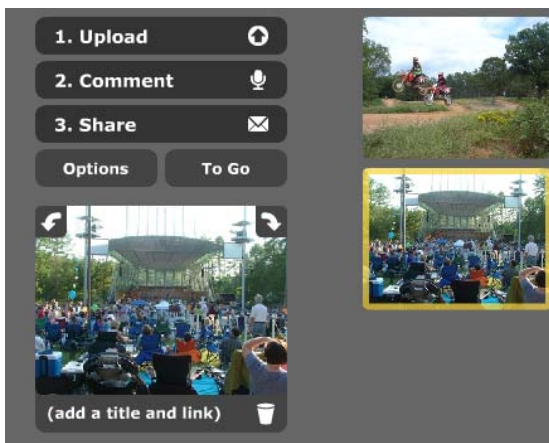 1. Upload
2. Comment
3. Share
Options
To Go
(add a title and link)